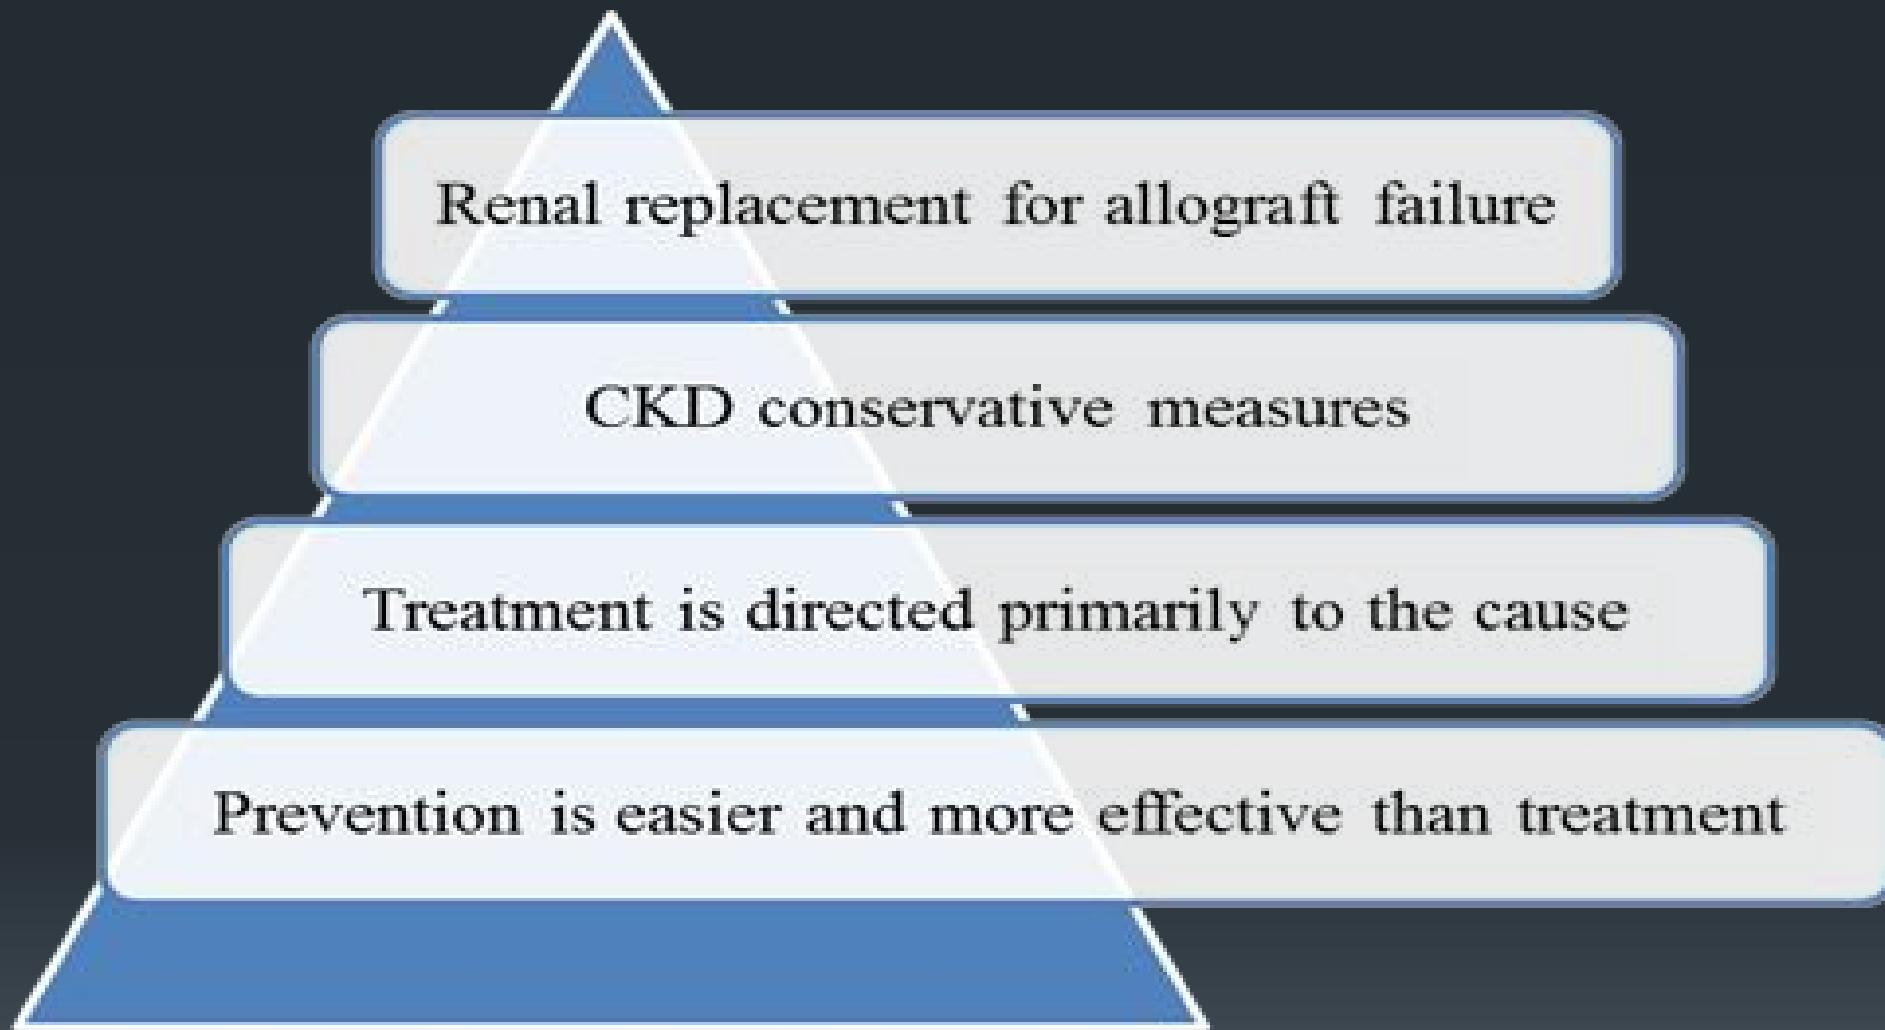 Renal replacement for allograft failure
CKD conservative measures
Treatment is directed primarily to the cause
Prevention is easier and more effective than treatment